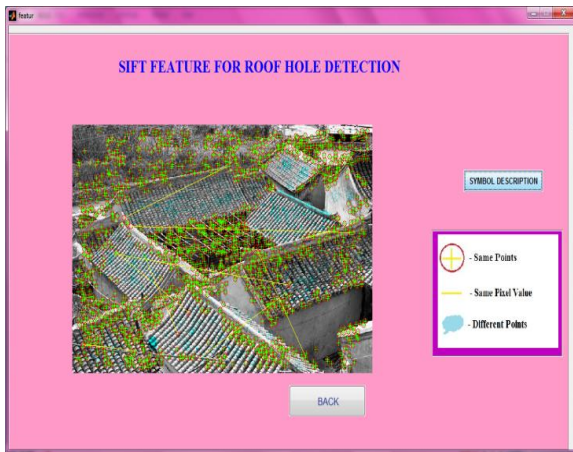 featur
SIFT FEATURE FOR ROOF HOLE DETECTION
SYMBOL DESCRIPTION
- Same Points
- Same Pixel Value
- Different Points
BACK